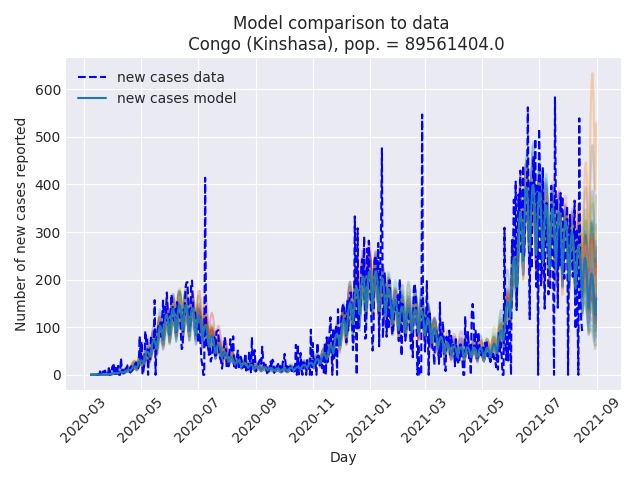 Model comparison to data
Congo (Kinshasa), pop. = 89561404.0
new cases data
new cases model
Number of new cases reported
600
500
400
300
200
100
0
2020-03
2020-05
2020-07
2020-09
2020-11
2021-01
2021-03
2021-05
2021-07
2021-09
Day